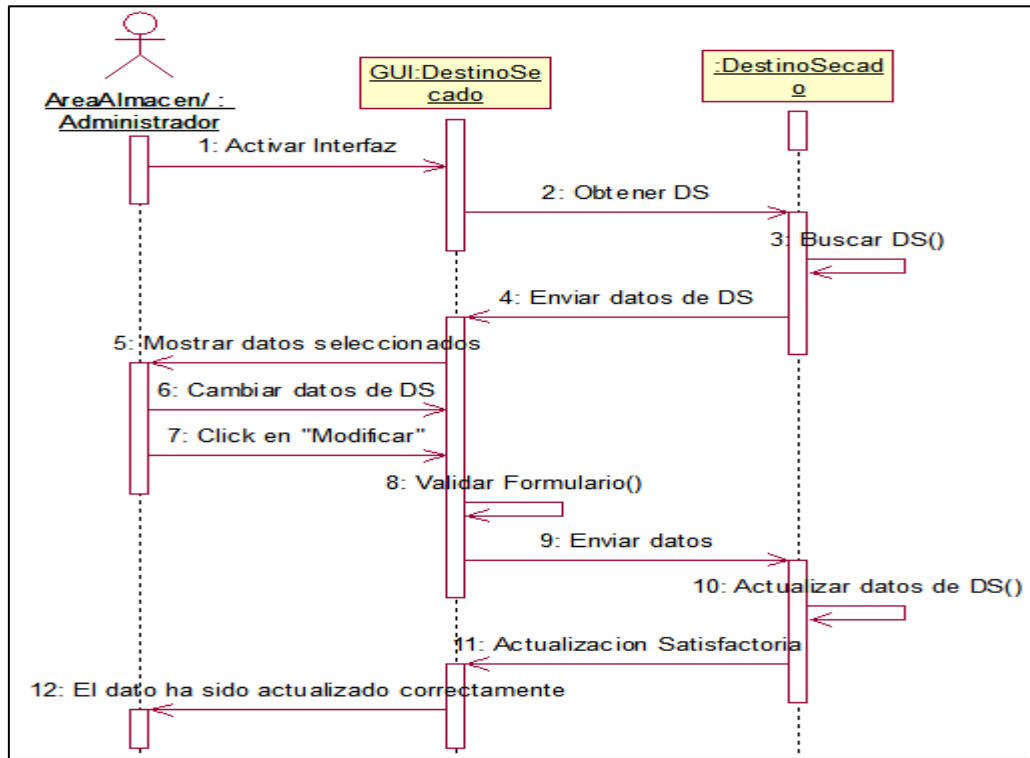 GUI:DestinoSe
cado
:DestinoSecad
o
AreaAlmacen/ :
Administrador
1: Activar Interfaz
2: Obtener DS
3: Buscar DS()
4: Enviar datos de DS
5: Mostrar datos seleccionados
6: Cambiar datos de DS
7: Click en "Modificar"
8: Validar Formulario()
9: Enviar datos
10: Actualizar datos de DS()
11: Actualizacion Satisfactoria
12: El dato ha sido actualizado correctamente